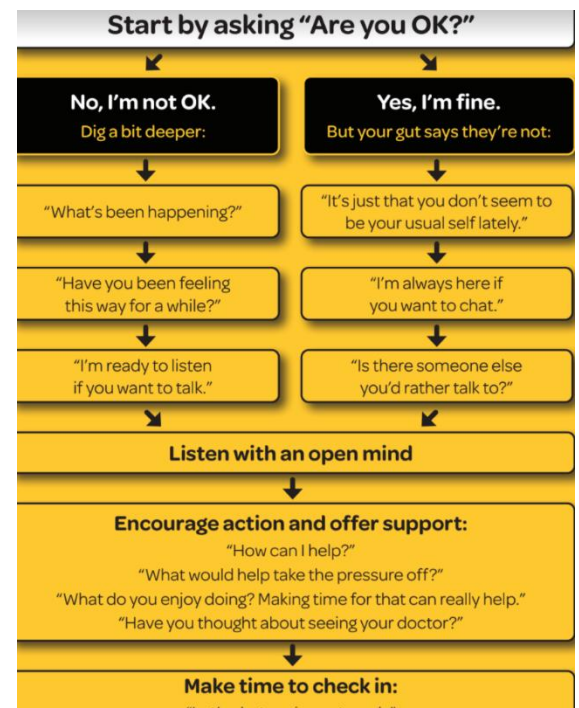 Start by asking “Are you OK?”
No, I’m not OK.
Dig a bit deeper:
“What’s been happening?”
“Have you been feeling
this way for a while?”
“I’m ready to listen
if you want to talk.”
Yes, I’m fine.
But your gut says they’re not:
“It’s just that you don’t seem to
be your usual self lately.”
“I’m always here if
you want to chat.”
“Is there someone else
you’d rather talk to?”
Listen with an open mind
Encourage action and offer support:
“How can I help?”
“What would help take the pressure off?”
“What do you enjoy doing? Making time for that can really help.”
“Have you thought about seeing your doctor?”
Make time to check in: